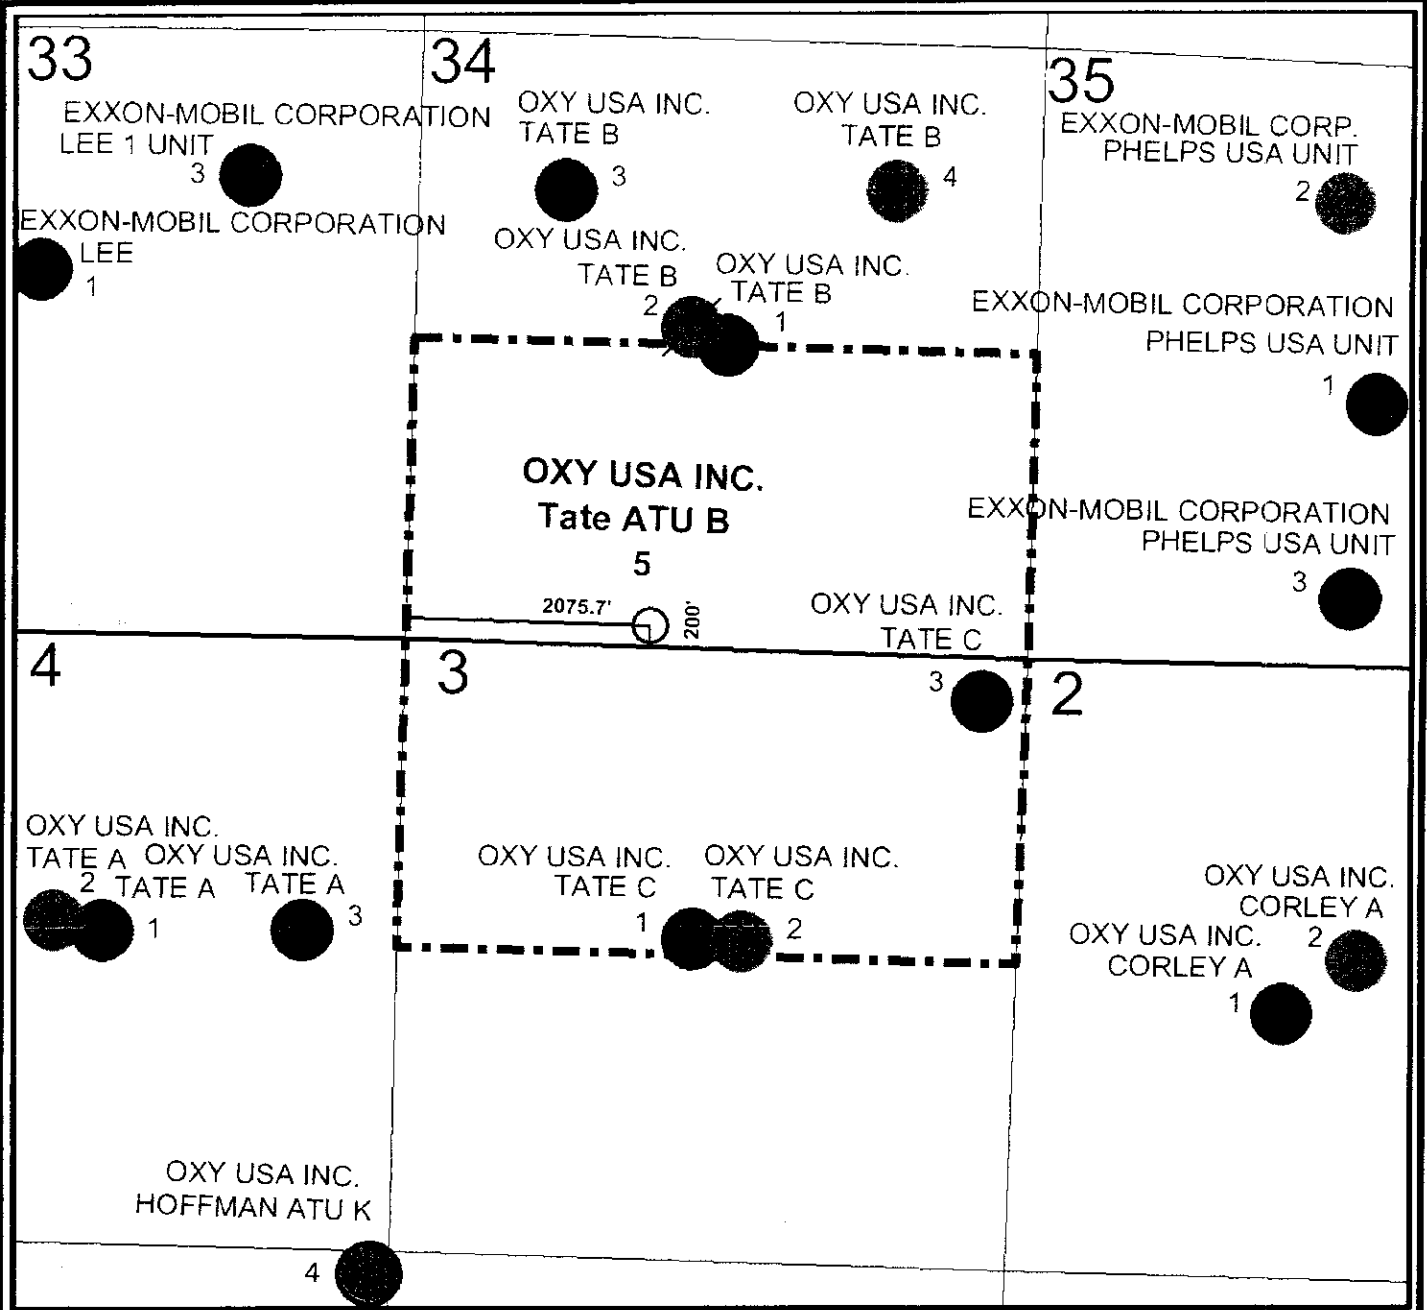 33
34
35
EXXON-MOBIL CORPORATION
LEE 1 UNIT
3
OXY USA INC.
TATE B
3
OXY USA INC.
TATE B
4
EXXON-MOBIL CORP.
PHELPS USA UNIT
2
EXXON-MOBIL CORPORATION
LEE
1
OXY USA INC.
TATE B
2
OXY USA INC.
TATE B
1
EXXON-MOBIL CORPORATION
PHELPS USA UNIT
1
OXY USA INC.
Tate ATU B
5
2075.7'
200'
EXXON-MOBIL CORPORATION
PHELPS USA UNIT
3
OXY USA INC.
TATE C
3
4
3
2
OXY USA INC.
TATE A
2
OXY USA INC.
TATE A
1
TATE A
3
OXY USA INC.
TATE C
1
OXY USA INC.
TATE C
2
OXY USA INC.
CORLEY A
2
OXY USA INC.
CORLEY A
1
OXY USA INC.
HOFFMAN ATU K
4